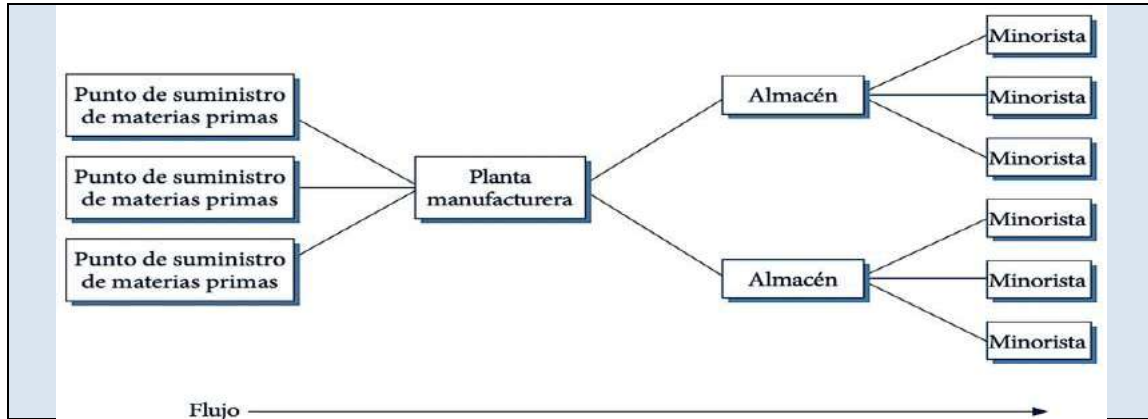 Punto de suministro
de materias primas
Punto de suministro
de materias primas
Punto de suministro
de materias primas
Planta
manufacturera
Almacén
Almacén
Minorista
Minorista
Minorista
Minorista
Minorista
Minorista
Flujo